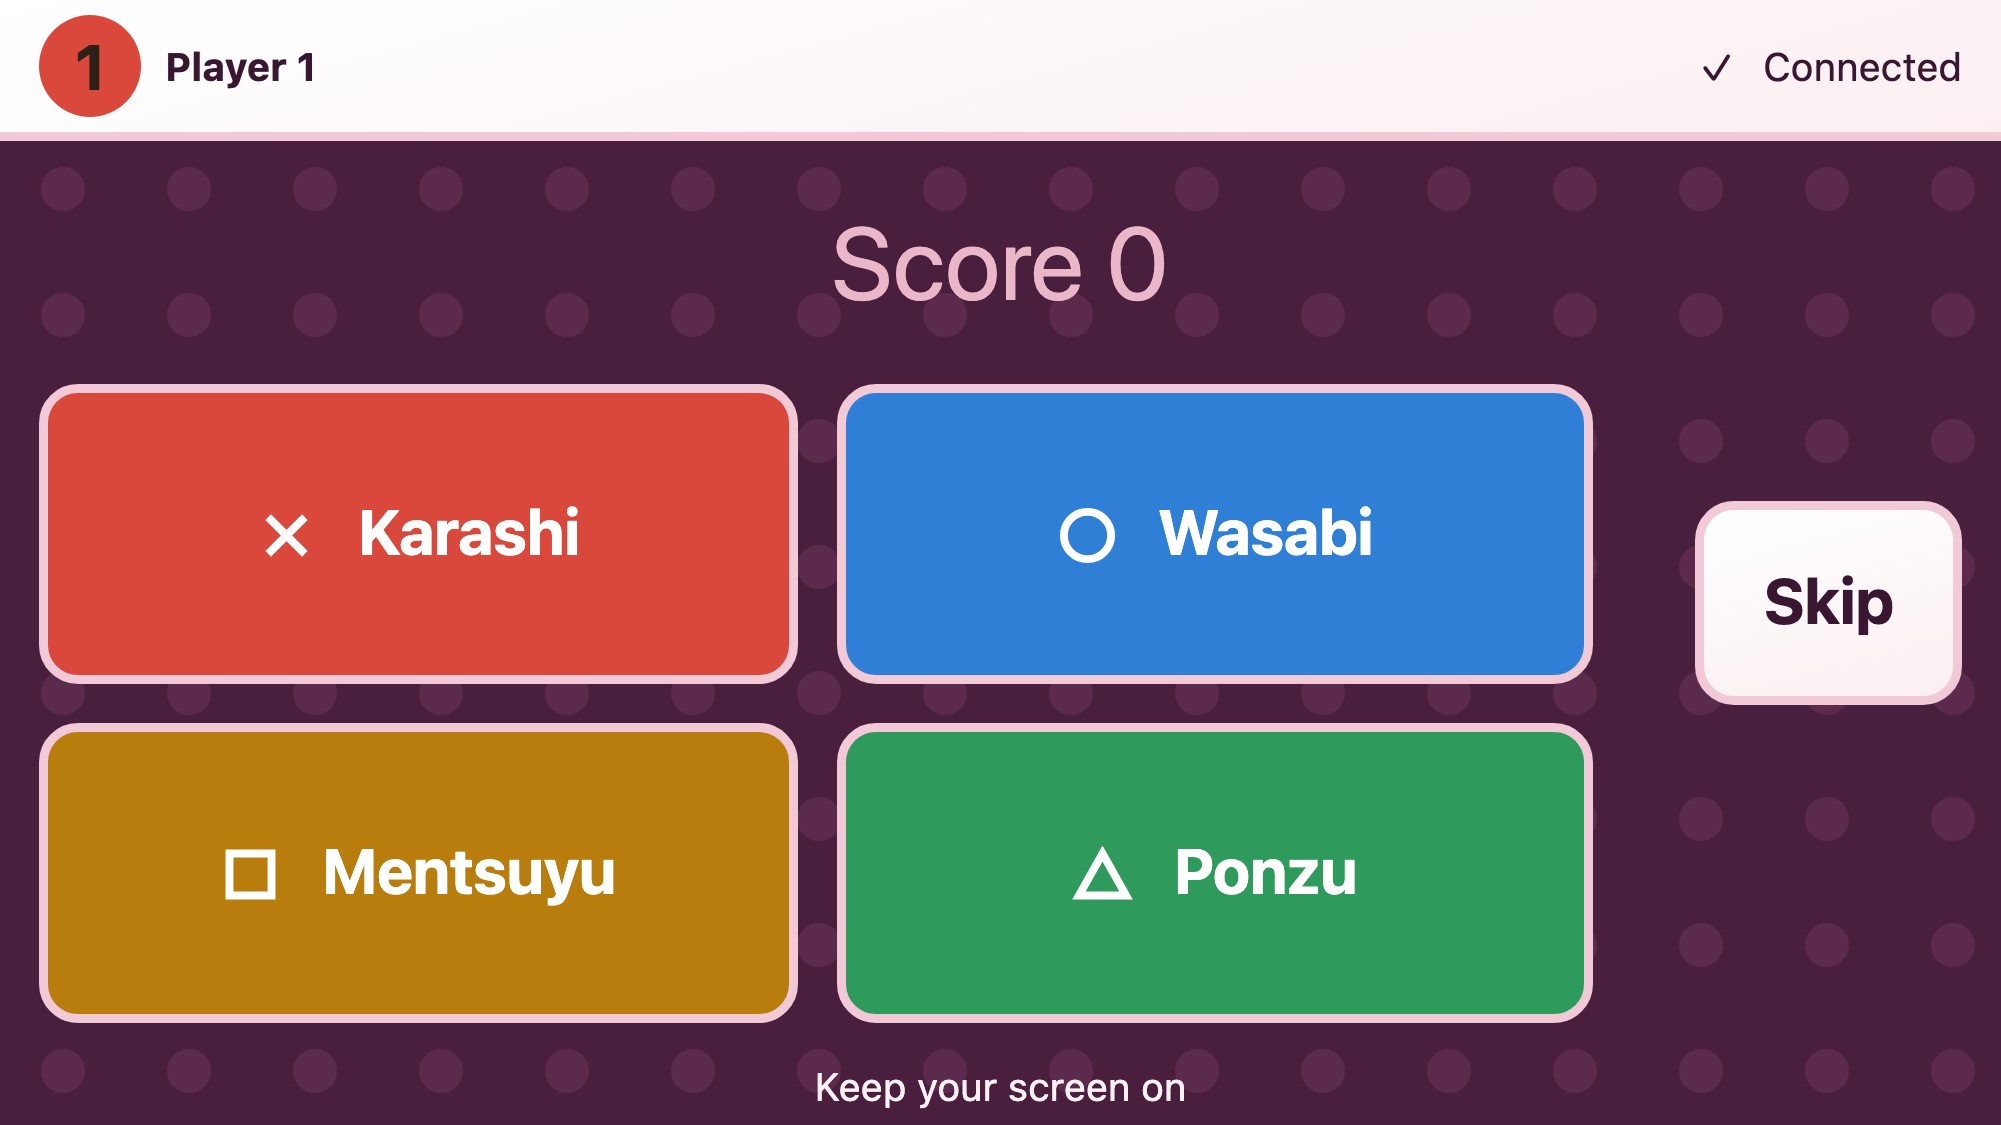 1 Player 1
✓ Connected
Score 0
Karashi
Wasabi
Skip
Mentsuyu
Ponzu
Keep your screen on